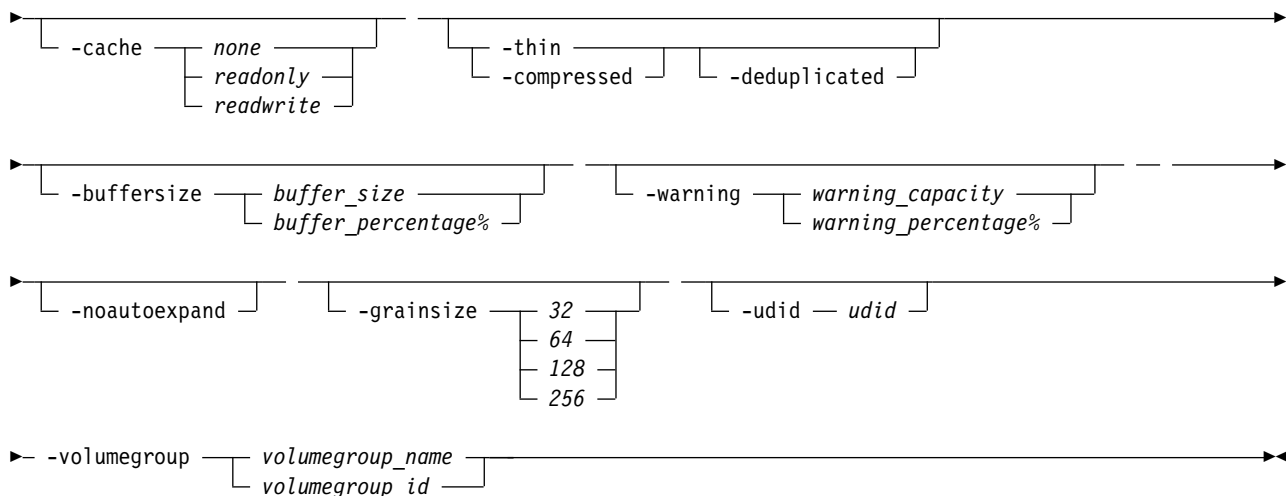 -cache none -thin
readonly -compressed -deduplicated
readwrite
-buffersize buffer_size -warning warning_capacity
buffer_percentage% warning_percentage%
-noautoexpand -grainsize 32 -udid udid
64
128
256
-volumegroup volumegroup_name
volumegroup_id